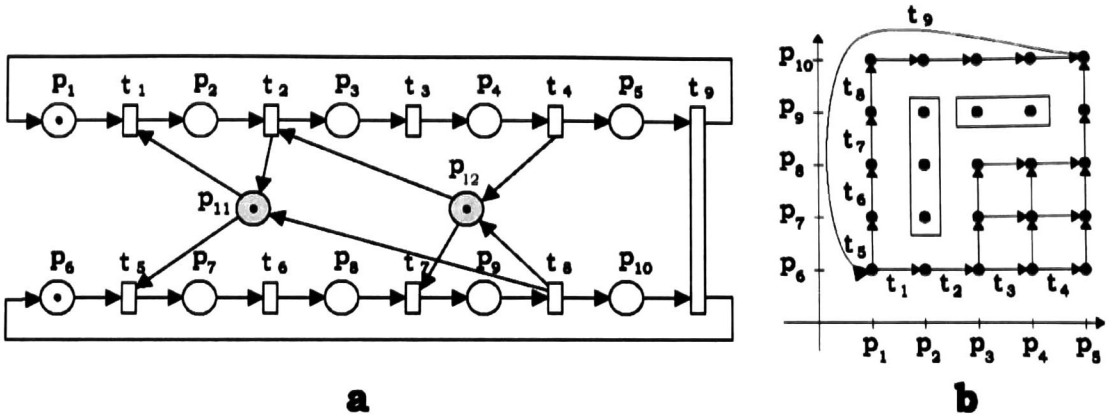 p1 t1 p2 t2 p3 t3 p4 t4 p5 t9
p11 p12
p6 t5 p7 t6 p8 t7 p9 t8 p10
a
t9
p10
t8
p9
t7
p8
t6
p7
t5
p6
t1 t2 t3 t4
p1 p2 p3 p4 p5
b